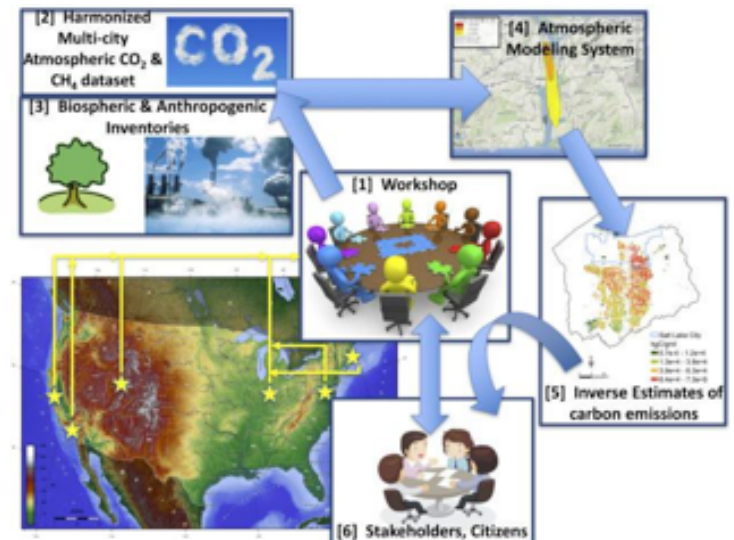 [2] Harmonized
Multi-city
Atmospheric CO₂ &
CH₄ dataset
CO2
[3] Biospheric & Anthropogenic
Inventories
[4] Atmospheric
Modeling System
[1] Workshop
Salt Lake City
[5] Inverse Estimates of
carbon emissions
[6] Stakeholders, Citizens